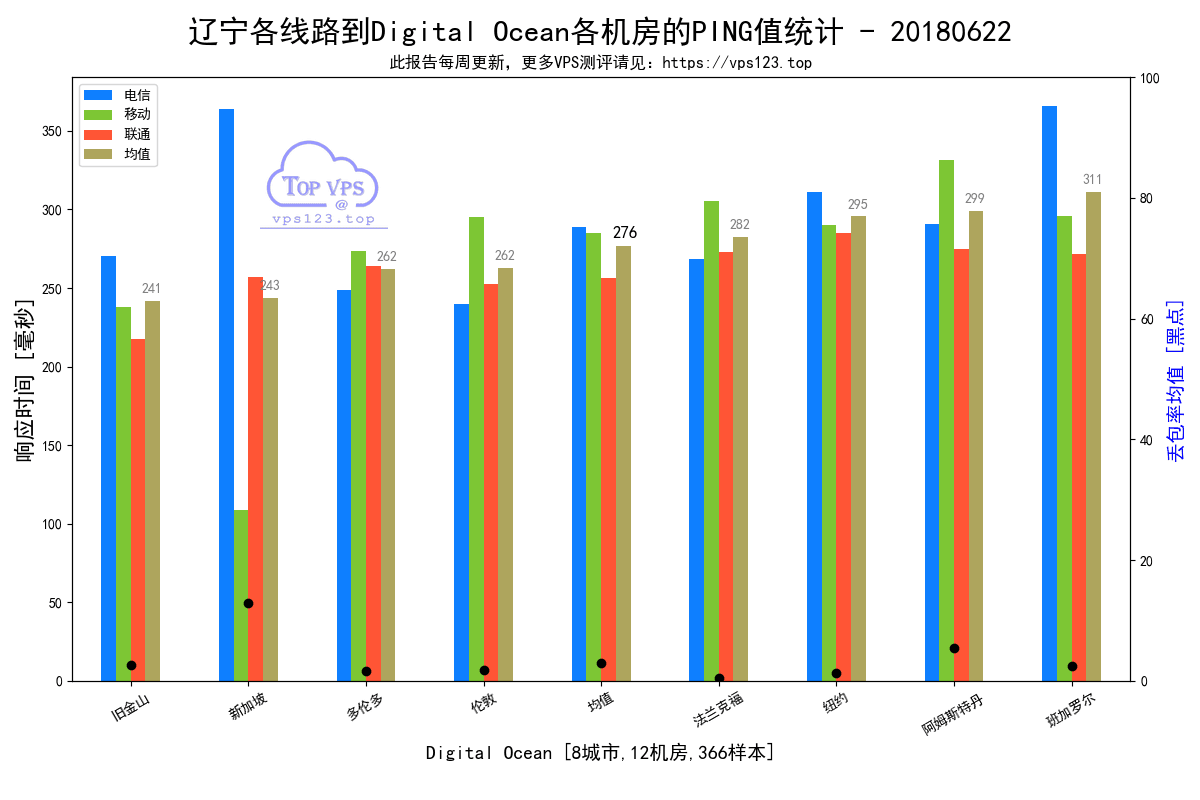 辽宁各线路到Digital Ocean各机房的PING值统计 - 20180622
此报告每周更新，更多VPS测评请见：https://vps123.top
电信
移动
联通
均值
TOP VPS
@
vps123.top
响应时间 [毫秒]
350
300
250
200
150
100
50
0
241
243
262
262
276
282
295
299
311
100
80
60
40
20
0
丢包率均值 [黑点]
旧金山
新加坡
多伦多
伦敦
均值
法兰克福
纽约
阿姆斯特丹
班加罗尔
Digital Ocean [8城市,12机房,366样本]